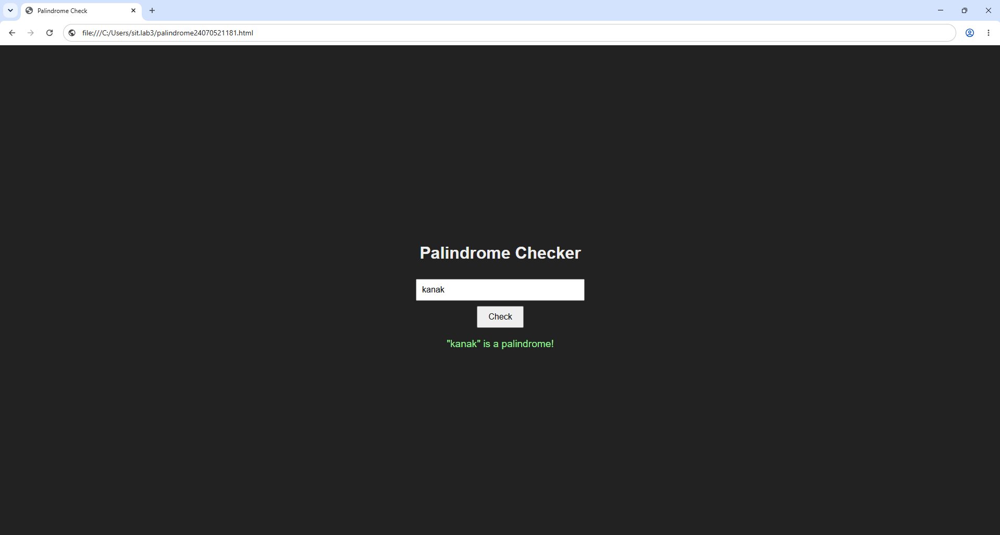 Palindrome Check
file:///C:/Users/sit.lab3/palindrome24070521181.html
Palindrome Checker
kanak
Check
"kanak" is a palindrome!